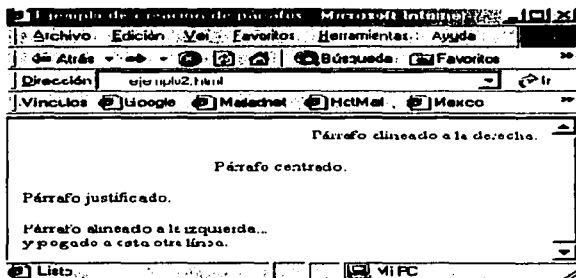 Ejemplo de creación de párrafos - Microsoft Internet
Archivo Edición Ver Favoritos Herramientas Ayuda
Atrás Búsqueda Favoritos
Dirección ejemplo2.html Ir
Vínculos Google Matachat HotMail Mexco
Párrafo alineado a la derecha.
Párrafo centrado.
Párrafo justificado.
Párrafo alineado a la izquierda...
y pegado a esta otra línea.
Listo Mi PC